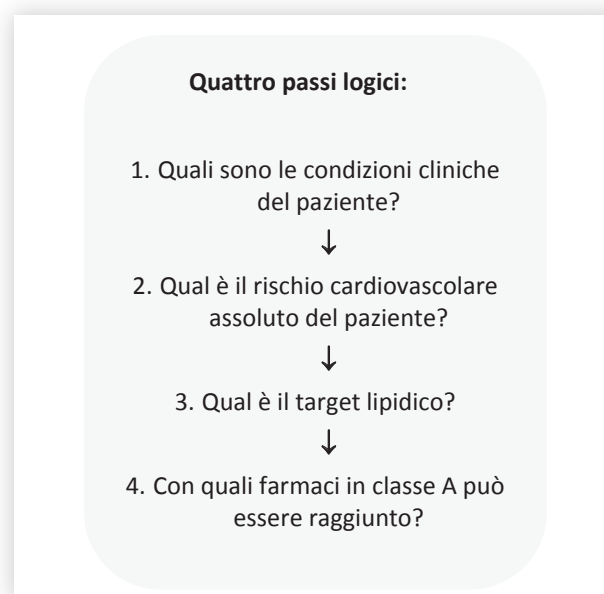 Quattro passi logici:
1. Quali sono le condizioni cliniche
del paziente?
↓
2. Qual è il rischio cardiovascolare
assoluto del paziente?
↓
3. Qual è il target lipidico?
↓
4. Con quali farmaci in classe A può
essere raggiunto?